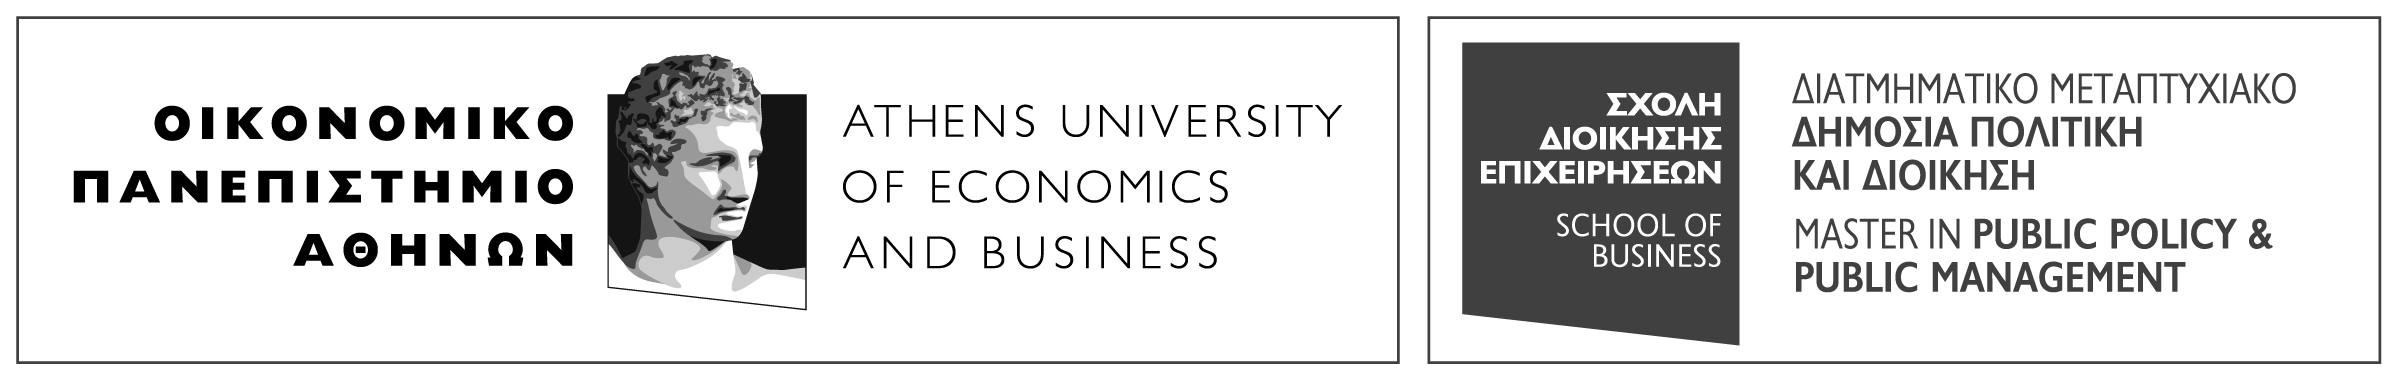 ΟΙΚΟΝΟΜΙΚΟ
ΠΑΝΕΠΙΣΤΗΜΙΟ
ΑΘΗΝΩΝ
ATHENS UNIVERSITY
OF ECONOMICS
AND BUSINESS
ΣΧΟΛΗ
ΔΙΟΙΚΗΣΗΣ
ΕΠΙΧΕΙΡΗΣΕΩΝ
SCHOOL OF
BUSINESS
ΔΙΑΤΜΗΜΑΤΙΚΟ ΜΕΤΑΠΤΥΧΙΑΚΟ
ΔΗΜΟΣΙΑ ΠΟΛΙΤΙΚΗ
ΚΑΙ ΔΙΟΙΚΗΣΗ
MASTER IN PUBLIC POLICY &
PUBLIC MANAGEMENT